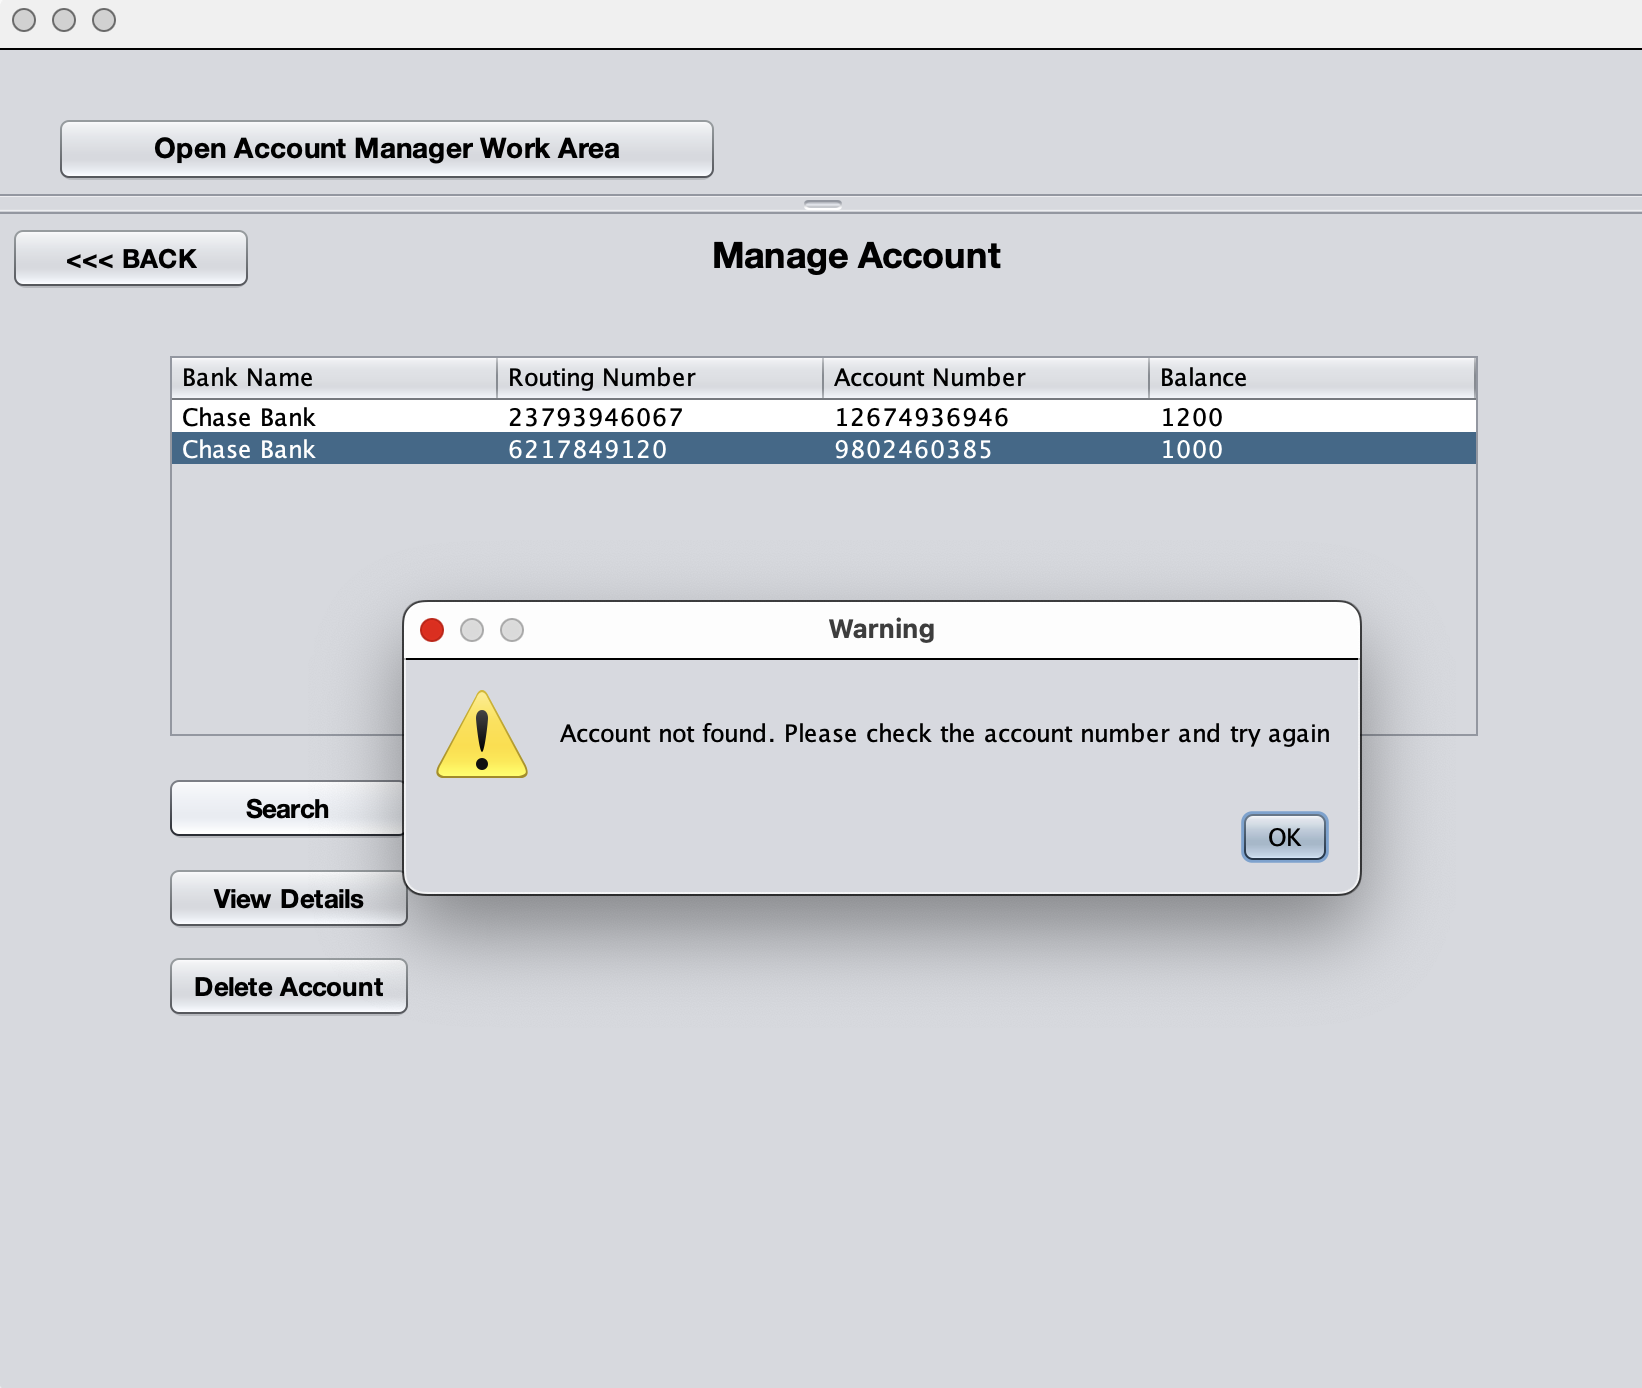 Open Account Manager Work Area
<<< BACK
Manage Account
Bank Name Routing Number Account Number Balance
Chase Bank 23793946067 12674936946 1200
Chase Bank 6217849120 9802460385 1000
Warning
Account not found. Please check the account number and try again
OK
Search
View Details
Delete Account